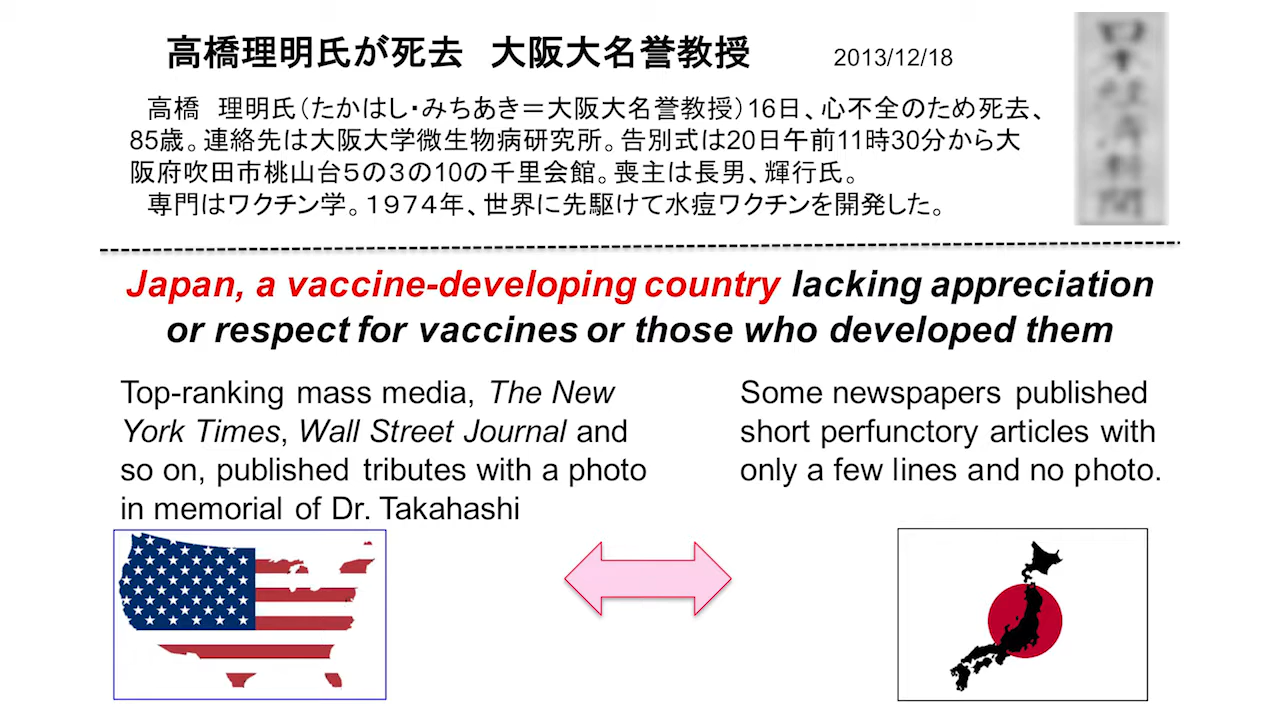 高橋理明氏が死去　大阪大名誉教授 2013/12/18
日本経済新聞
高橋　理明氏（たかはし・みちあき＝大阪大名誉教授）16日、心不全のため死去、
85歳。連絡先は大阪大学微生物病研究所。告別式は20日午前11時30分から大
阪府吹田市桃山台５の３の10の千里会館。喪主は長男、輝行氏。
専門はワクチン学。１９７４年、世界に先駆けて水痘ワクチンを開発した。
Japan, a vaccine-developing country lacking appreciation
or respect for vaccines or those who developed them
Top-ranking mass media, The New
York Times, Wall Street Journal and
so on, published tributes with a photo
in memorial of Dr. Takahashi
Some newspapers published
short perfunctory articles with
only a few lines and no photo.